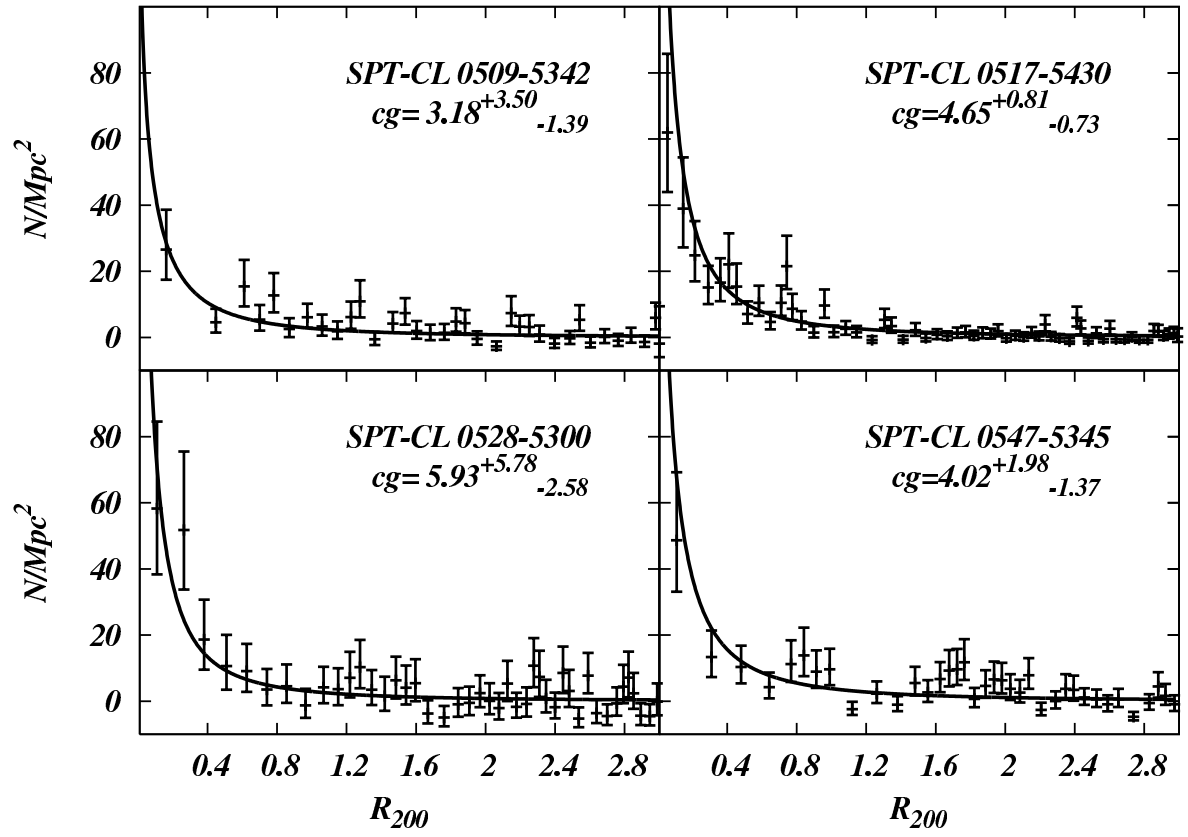 SPT-CL 0509-5342
cg= 3.18+3.50 -1.39
SPT-CL 0517-5430
cg=4.65+0.81 -0.73
80
60
40
20
0
N/Mpc2
SPT-CL 0528-5300
cg= 5.93+5.78 -2.58
SPT-CL 0547-5345
cg=4.02+1.98 -1.37
80
60
40
20
0
N/Mpc2
0.4 0.8 1.2 1.6 2 2.4 2.8
0.4 0.8 1.2 1.6 2 2.4 2.8
R200
R200